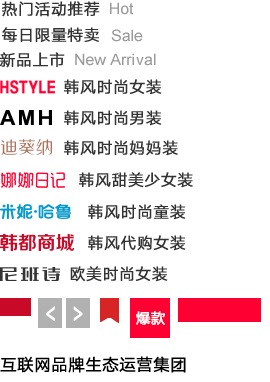 热门活动推荐 Hot
每日限量特卖 Sale
新品上市 New Arrival
HSTYLE 韩风时尚女装
AMH 韩风时尚男装
迪葵纳 韩风时尚妈妈装
娜娜日记 韩风甜美少女装
米妮·哈鲁 韩风时尚童装
韩都商城 韩风代购女装
尼班诗 欧美时尚女装
< > 爆款
互联网品牌生态运营集团